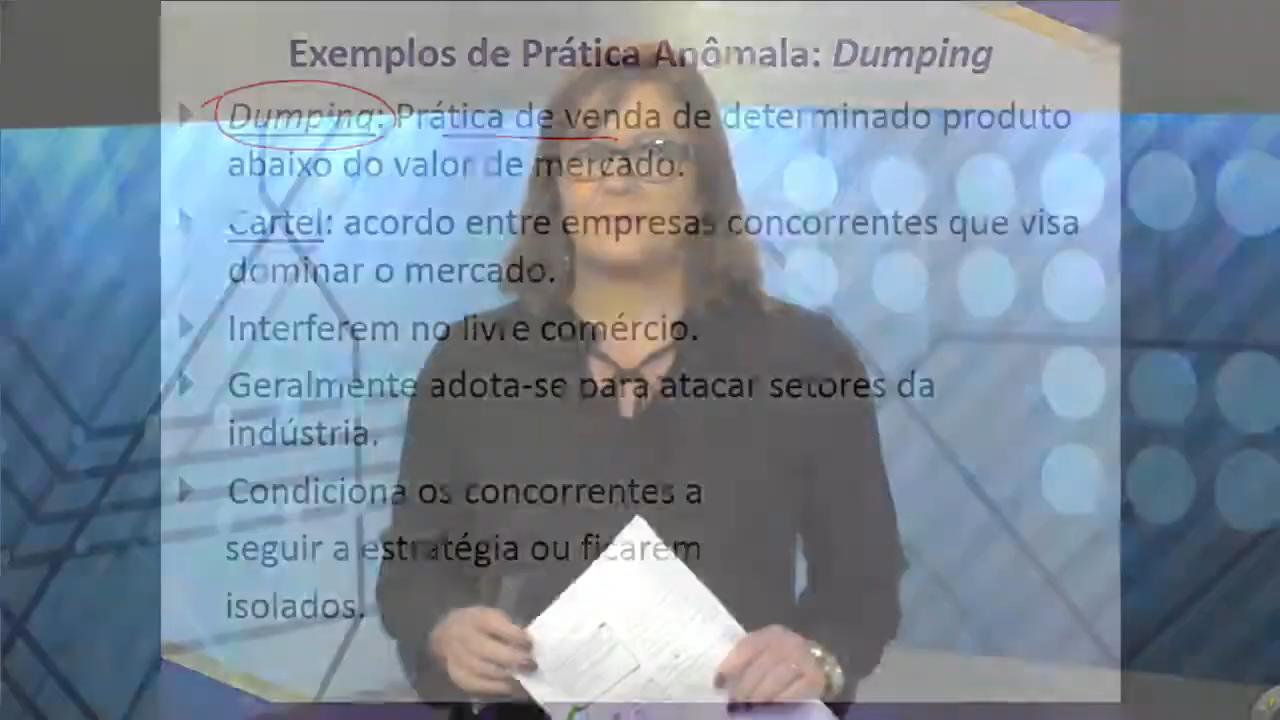 Exemplos de Prática Anômala: Dumping
Dumping: Prática de venda de determinado produto
abaixo do valor de mercado.
Cartel: acordo entre empresas concorrentes que visa
dominar o mercado.
Interferem no livre comércio.
Geralmente adota-se para atacar setores da
indústria.
Condiciona os concorrentes a
seguir a estratégia ou ficarem
isolados.